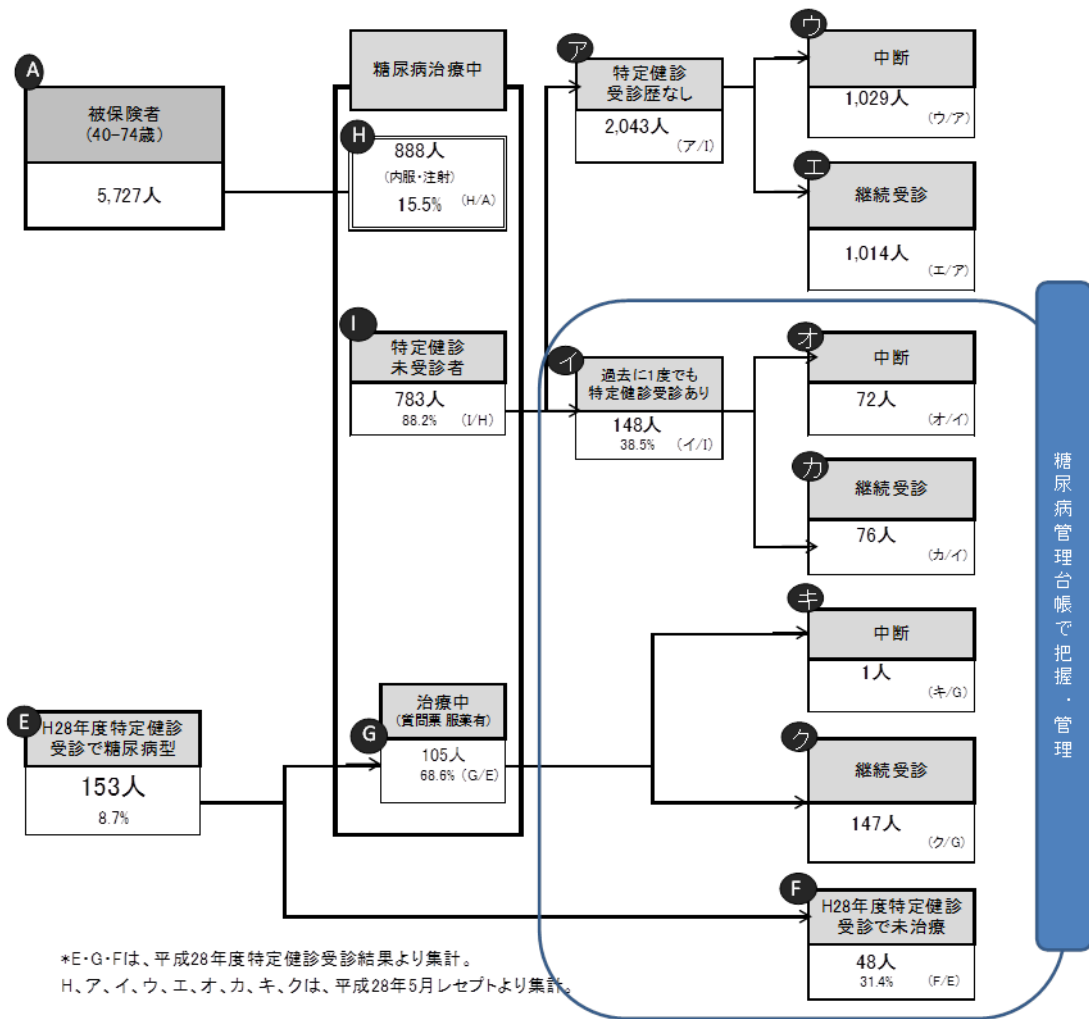 A
被保険者
(40-74歳)
5,727人
糖尿病治療中
H
888人
(内服・注射)
15.5% (H/A)
I
特定健診
未受診者
783人
88.2% (I/H)
ア
特定健診
受診歴なし
2,043人
(ア/I)
イ
過去に1度でも
特定健診受診あり
148人
38.5% (イ/I)
ウ
中断
1,029人
(ウ/ア)
エ
継続受診
1,014人
(エ/ア)
オ
中断
72人
(オ/イ)
カ
継続受診
76人
(カ/イ)
キ
中断
1人
(キ/G)
ク
継続受診
147人
(ク/G)
E
H28年度特定健診
受診で糖尿病型
153人
8.7%
G
治療中
(質問票 服薬有)
105人
68.6% (G/E)
F
H28年度特定健診
受診で未治療
48人
31.4% (F/E)
糖尿病管理台帳で把握・管理
*E・G・Fは、平成28年度特定健診受診結果より集計。
H、ア、イ、ウ、エ、オ、カ、キ、クは、平成28年5月レセプトより集計。